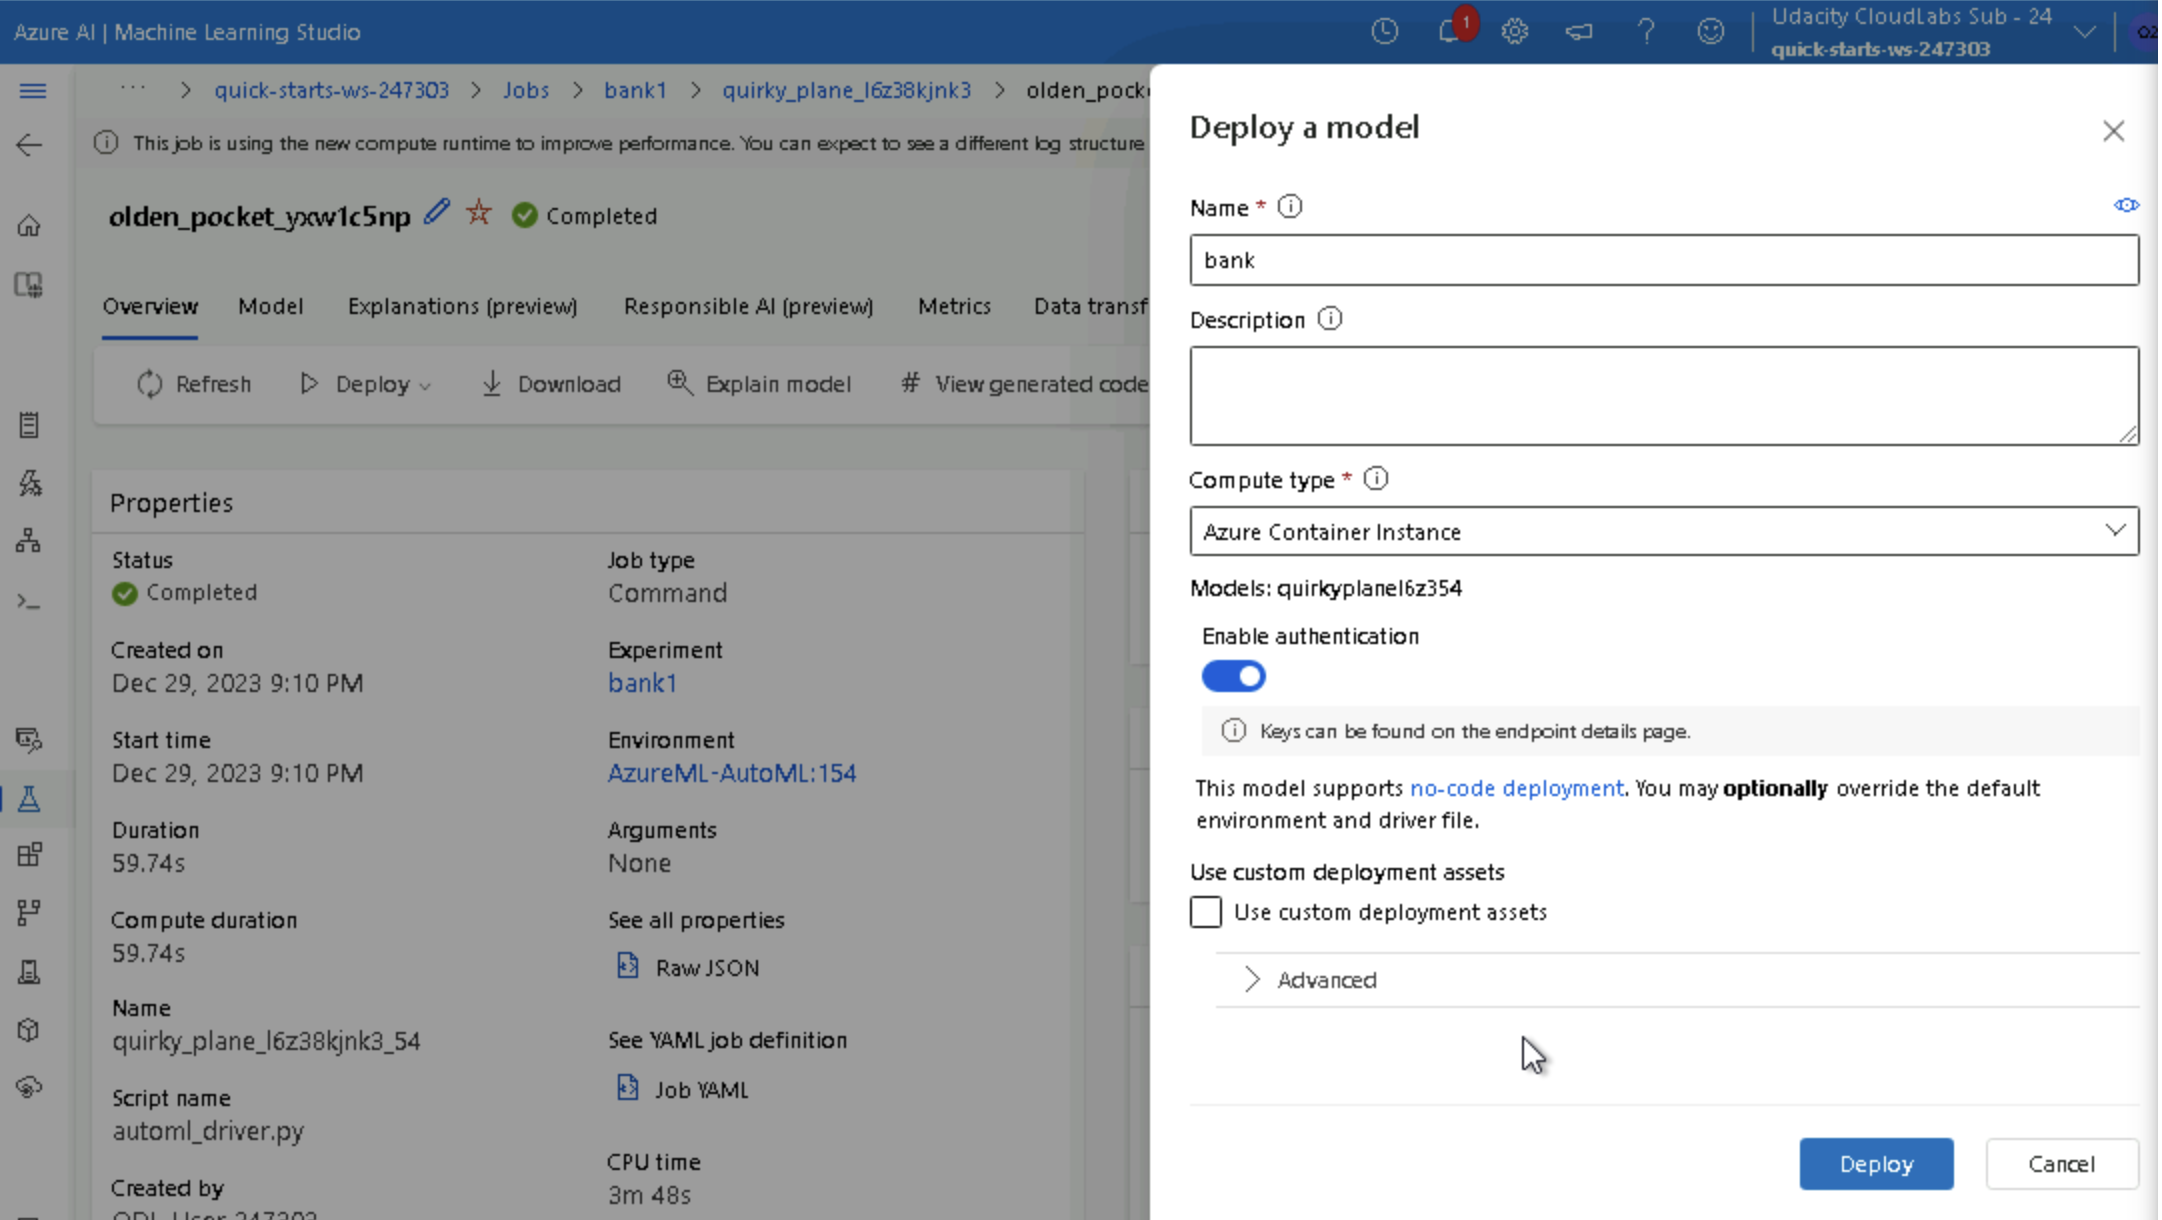 Azure AI | Machine Learning Studio
1
Udacity CloudLabs Sub - 24
quick-starts-ws-247303
... > quick-starts-ws-247303 > Jobs > bank1 > quirky_plane_l6z38kjnk3 > olden_pock
This job is using the new compute runtime to improve performance. You can expect to see a different log structure
olden_pocket_yxw1c5np Completed
Overview Model Explanations (preview) Responsible AI (preview) Metrics Data transf
Refresh Deploy Download Explain model # View generated code
Properties
Status
Completed
Created on
Dec 29, 2023 9:10 PM
Start time
Dec 29, 2023 9:10 PM
Duration
59.74s
Compute duration
59.74s
Name
quirky_plane_l6z38kjnk3_54
Script name
automl_driver.py
Created by
Job type
Command
Experiment
bank1
Environment
AzureML-AutoML:154
Arguments
None
See all properties
Raw JSON
See YAML job definition
Job YAML
CPU time
3m 48s
Deploy a model
Name *
bank
Description
Compute type *
Azure Container Instance
Models: quirkyplanel6z354
Enable authentication
Keys can be found on the endpoint details page.
This model supports no-code deployment. You may optionally override the default
environment and driver file.
Use custom deployment assets
Use custom deployment assets
Advanced
Deploy Cancel